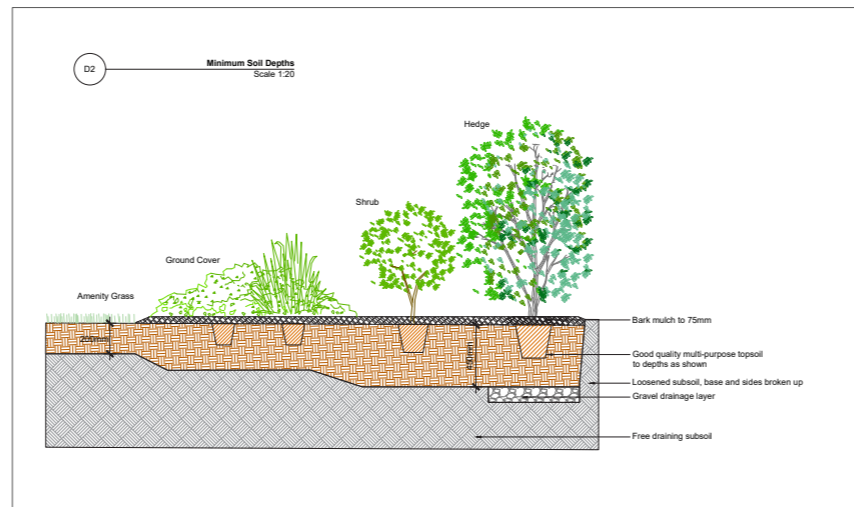 D2
Minimum Soil Depths
Scale 1:20
Hedge
Shrub
Ground Cover
Amenity Grass
200mm
Bark mulch to 75mm
Good quality multi-purpose topsoil
to depths as shown
Loosened subsoil, base and sides broken up
Gravel drainage layer
Free draining subsoil